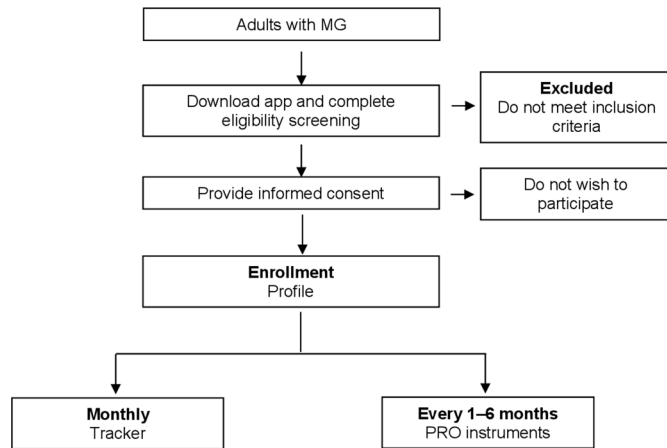 Adults with MG
Download app and complete
eligibility screening
Excluded
Do not meet inclusion
criteria
Provide informed consent
Do not wish to
participate
Enrollment
Profile
Monthly
Tracker
Every 1–6 months
PRO instruments